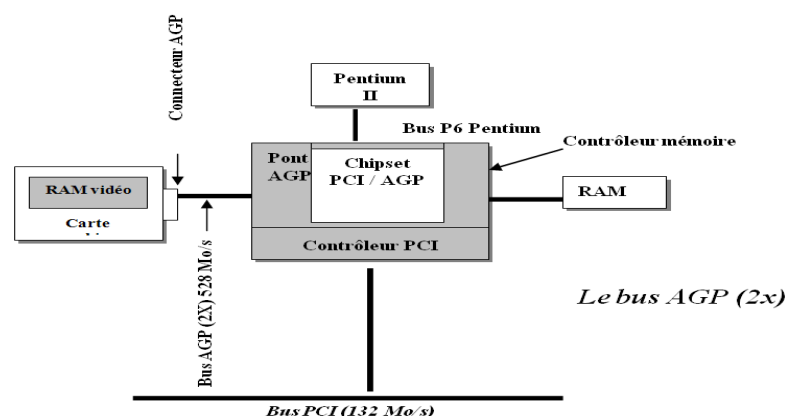 Connecteur AGP
Pentium
II
Bus P6 Pentium
Contrôleur mémoire
Pont
AGP
Chipset
PCI / AGP
RAM vidéo
Carte
RAM
Contrôleur PCI
Bus AGP (2X) 528 Mo/s
Le bus AGP (2x)
Bus PCI (132 Mo/s)